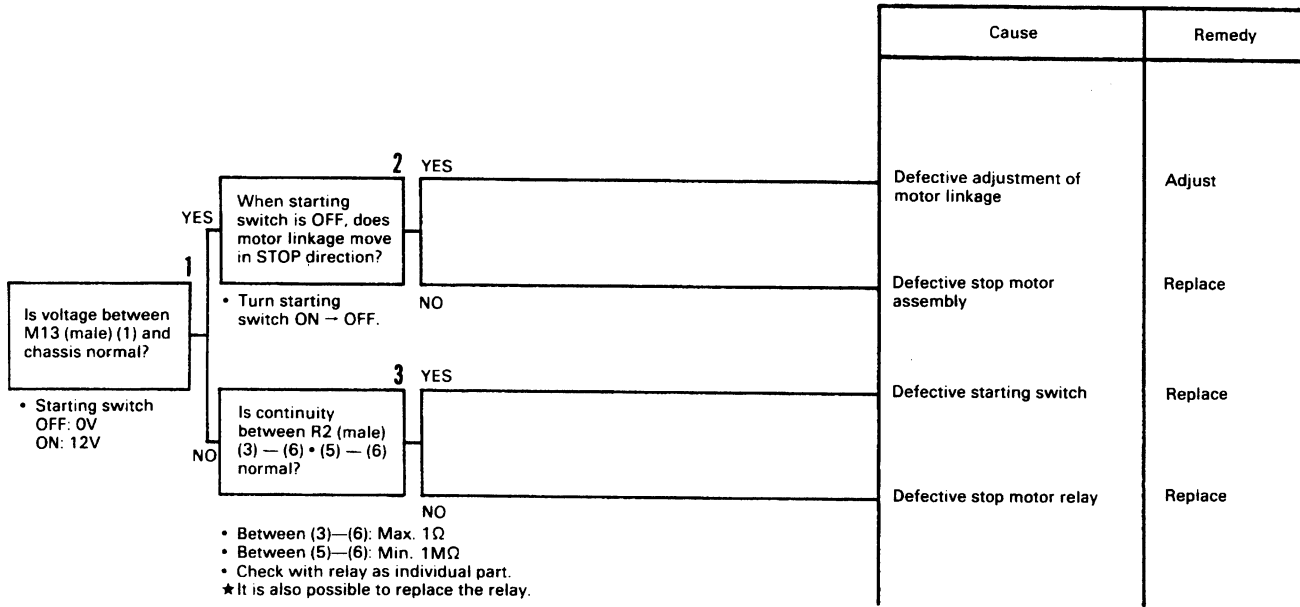 Cause
Remedy
1
Is voltage between
M13 (male) (1) and
chassis normal?
• Starting switch
OFF: 0V
ON: 12V
YES
2
When starting
switch is OFF, does
motor linkage move
in STOP direction?
• Turn starting
switch ON → OFF.
YES
Defective adjustment of
motor linkage
Adjust
NO
Defective stop motor
assembly
Replace
NO
3
Is continuity
between R2 (male)
(3) — (6) • (5) — (6)
normal?
• Between (3)—(6): Max. 1Ω
• Between (5)—(6): Min. 1MΩ
• Check with relay as individual part.
★ It is also possible to replace the relay.
YES
Defective starting switch
Replace
NO
Defective stop motor relay
Replace